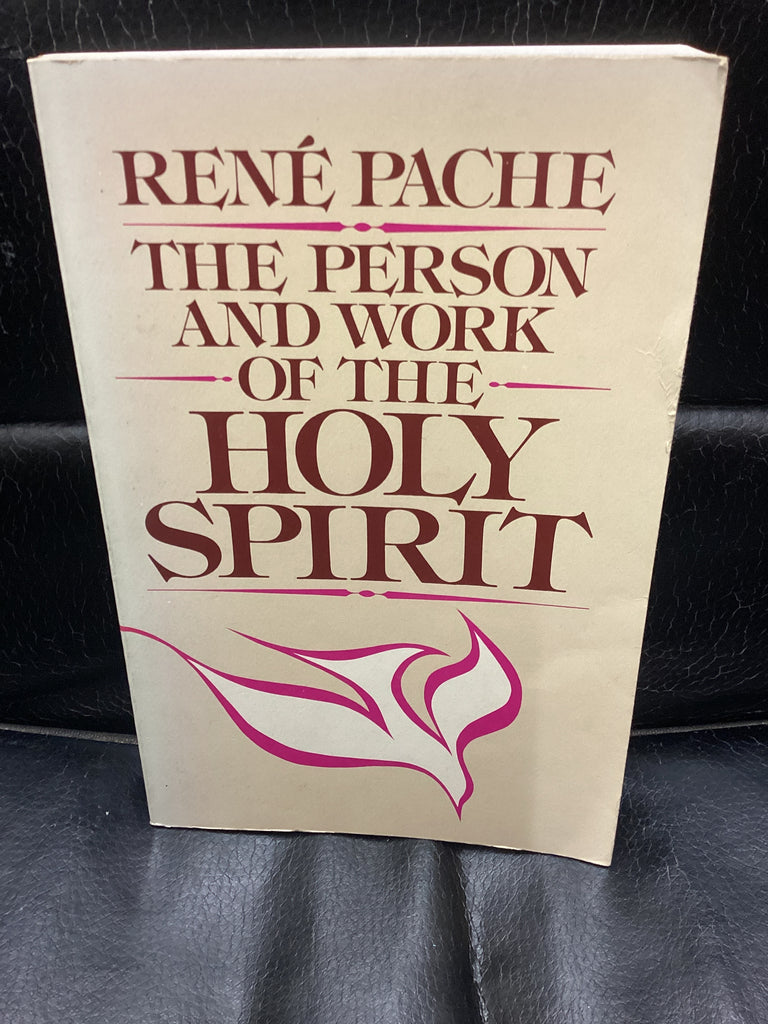 RENÉ PACHE
THE PERSON
AND WORK
OF THE
HOLY
SPIRIT